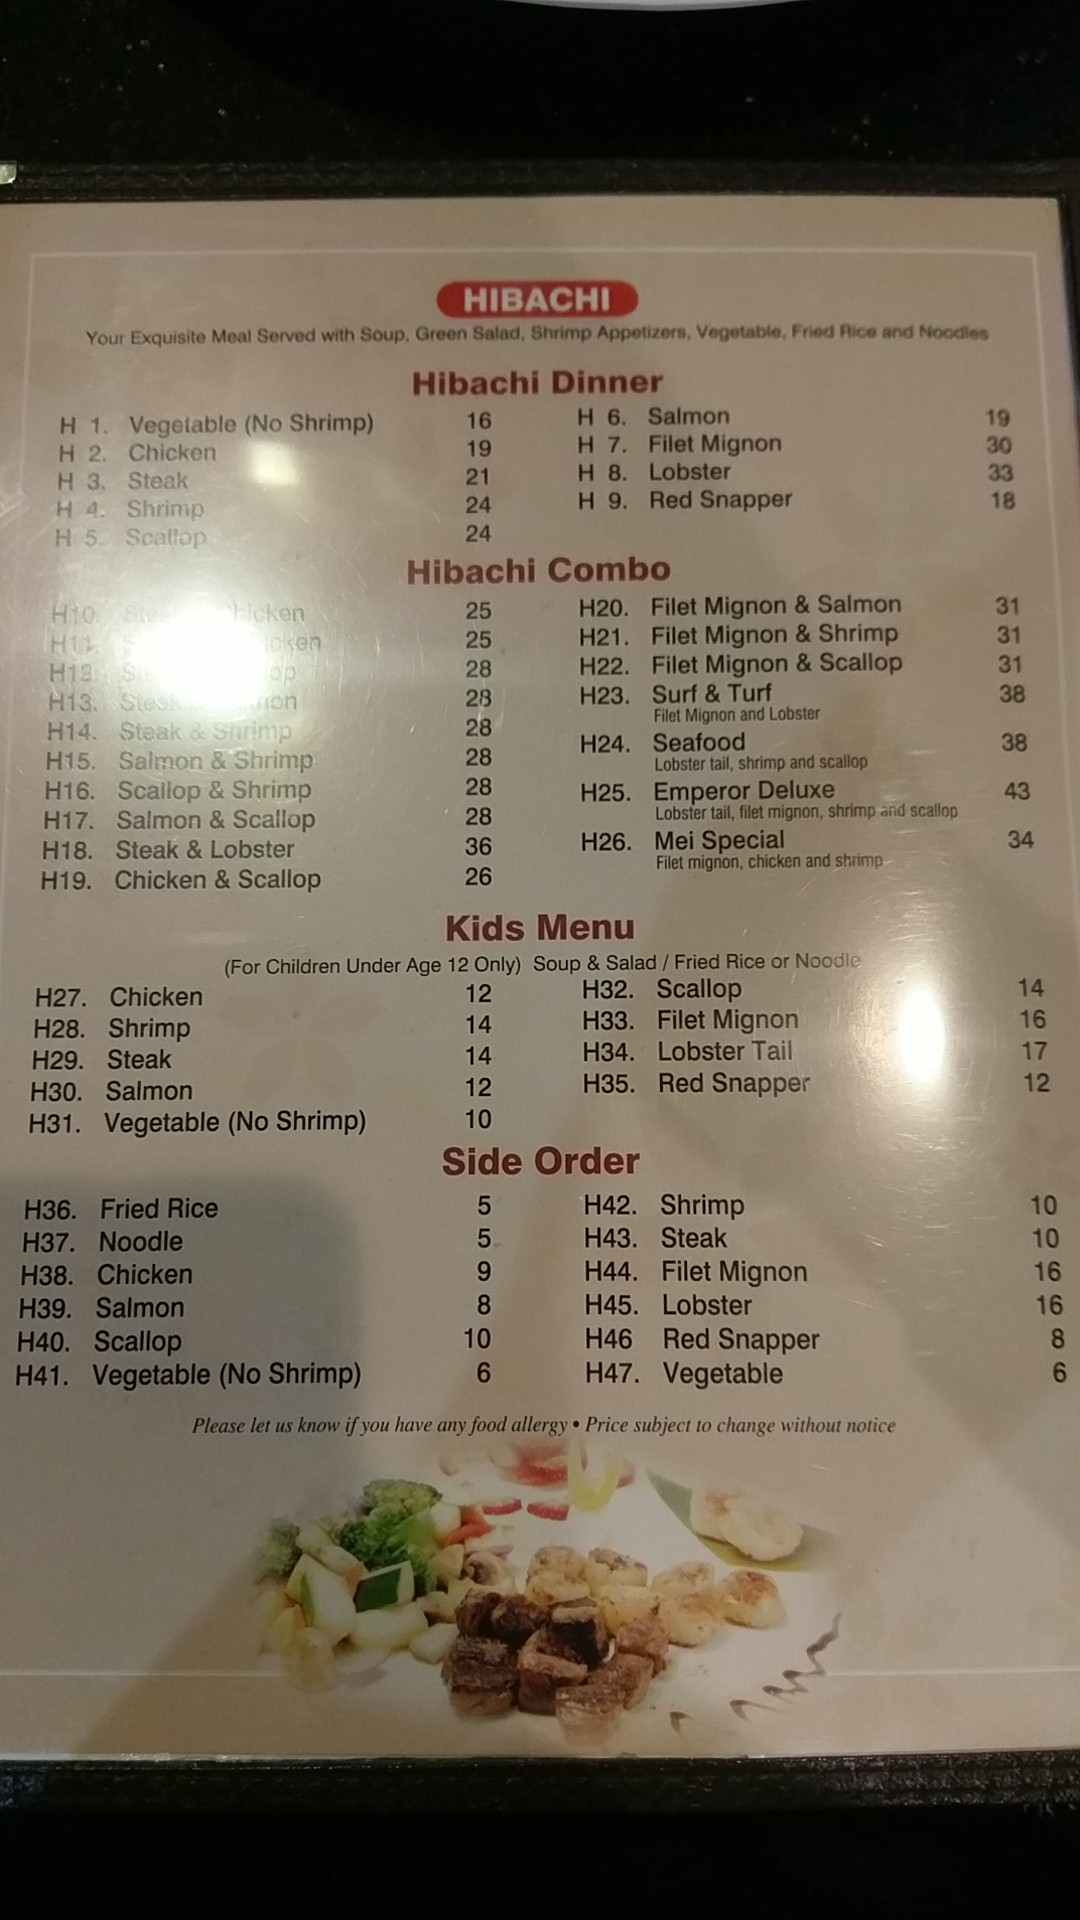 HIBACHI
Your Exquisite Meal Served with Soup, Green Salad, Shrimp Appetizers, Vegetable, Fried Rice and Noodles
Hibachi Dinner
H 1. Vegetable (No Shrimp) 16
H 2. Chicken 19
H 3. Steak 21
H 4. Shrimp 24
H 5. Scallop 24
H 6. Salmon 19
H 7. Filet Mignon 30
H 8. Lobster 33
H 9. Red Snapper 18
Hibachi Combo
H10. Chicken 25
H11. 25
H12 28
H13. Steak 28
H14. Steak & Shrimp 28
H15. Salmon & Shrimp 28
H16. Scallop & Shrimp 28
H17. Salmon & Scallop 28
H18. Steak & Lobster 36
H19. Chicken & Scallop 26
H20. Filet Mignon & Salmon 31
H21. Filet Mignon & Shrimp 31
H22. Filet Mignon & Scallop 31
H23. Surf & Turf 38
Filet Mignon and Lobster
H24. Seafood 38
Lobster tail, shrimp and scallop
H25. Emperor Deluxe 43
Lobster tail, filet mignon, shrimp and scallop
H26. Mei Special 34
Filet mignon, chicken and shrimp
Kids Menu
(For Children Under Age 12 Only) Soup & Salad / Fried Rice or Noodle
H27. Chicken 12
H28. Shrimp 14
H29. Steak 14
H30. Salmon 12
H31. Vegetable (No Shrimp) 10
H32. Scallop 14
H33. Filet Mignon 16
H34. Lobster Tail 17
H35. Red Snapper 12
Side Order
H36. Fried Rice 5
H37. Noodle 5
H38. Chicken 9
H39. Salmon 8
H40. Scallop 10
H41. Vegetable (No Shrimp) 6
H42. Shrimp 10
H43. Steak 10
H44. Filet Mignon 16
H45. Lobster 16
H46 Red Snapper 8
H47. Vegetable 6
Please let us know if you have any food allergy • Price subject to change without notice